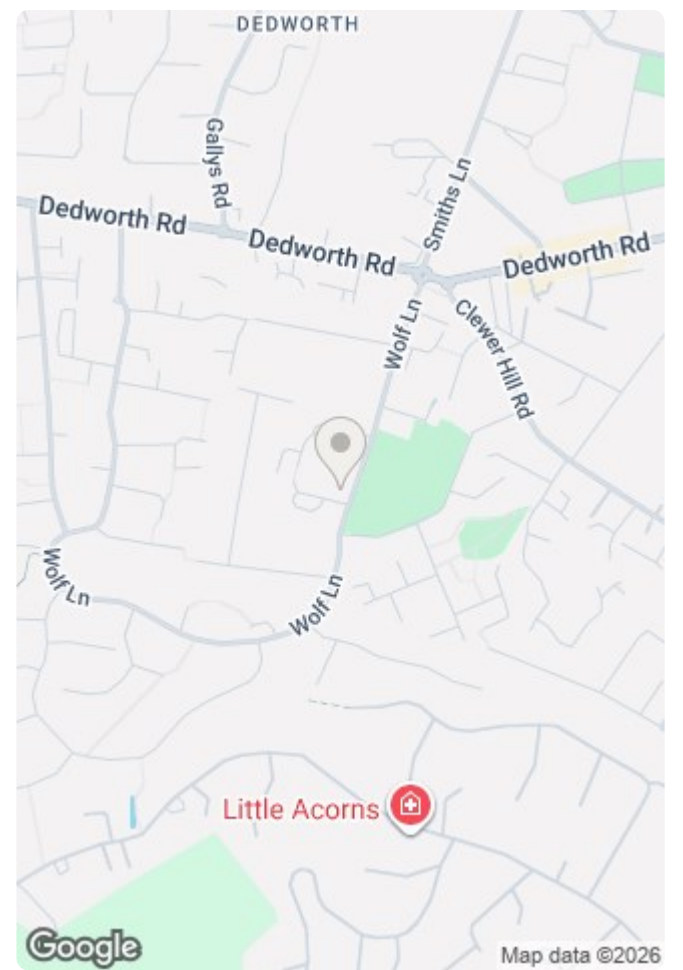 DEDWORTH
Gallys Rd
Smiths Ln
Dedworth Rd
Dedworth Rd
Dedworth Rd
Wolf Ln
Clewer Hill Rd
Wolf Ln
Wolf Ln
Little Acorns
Google
Map data ©2026